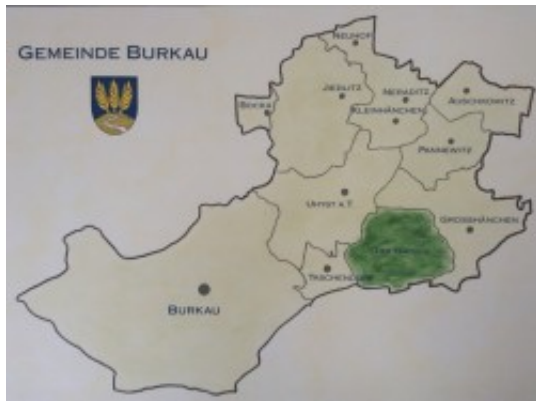 GEMEINDE BURKAU
NEUHOF
JIEDLITZ
NERADITZ
AUSCHKOWITZ
BOCKA
KLEINHÄNCHEN
PANNEWITZ
UHYST A.T.
GROSSHÄNCHEN
TASCHENDORF
BURKAU